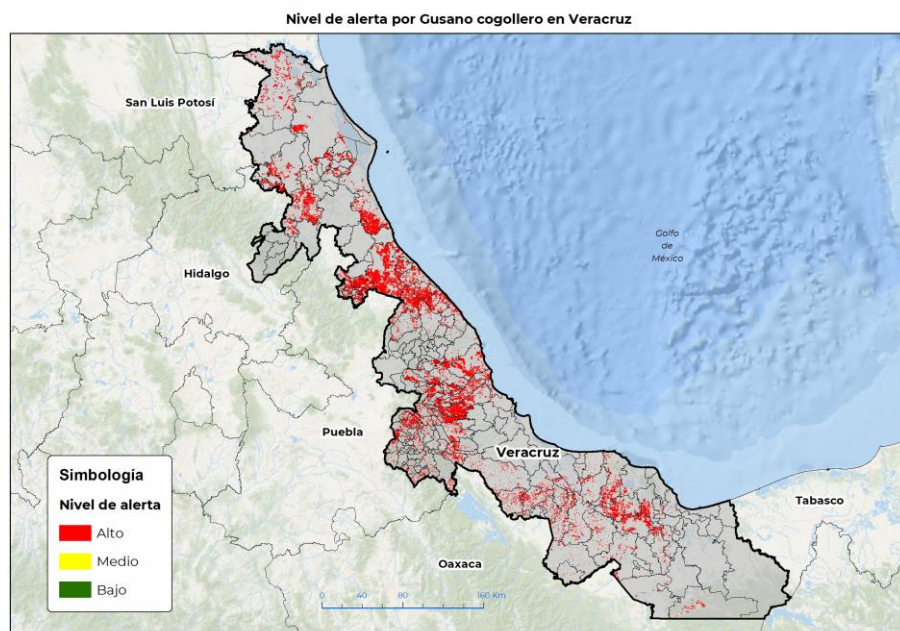 Nivel de alerta por Gusano cogollero en Veracruz
San Luis Potosí
Golfo
de
México
Hidalgo
Puebla
Veracruz
Tabasco
Oaxaca
Simbología
Nivel de alerta
Alto
Medio
Bajo
0 40 80 160 Km